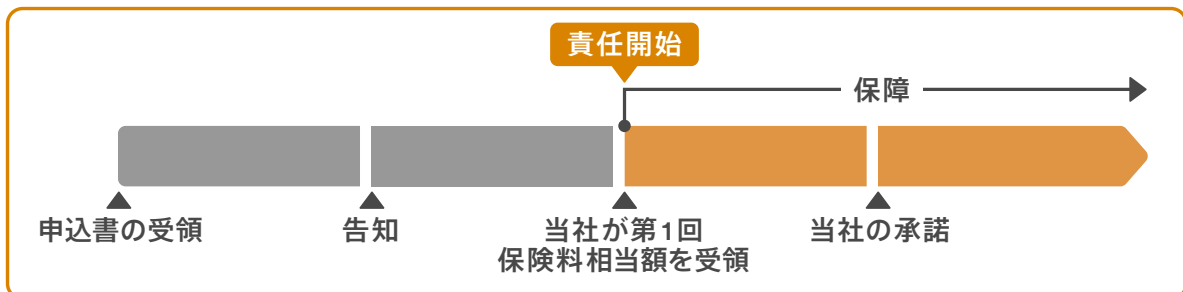 責任開始
保障
申込書の受領
告知
当社が第1回
保険料相当額を受領
当社の承諾